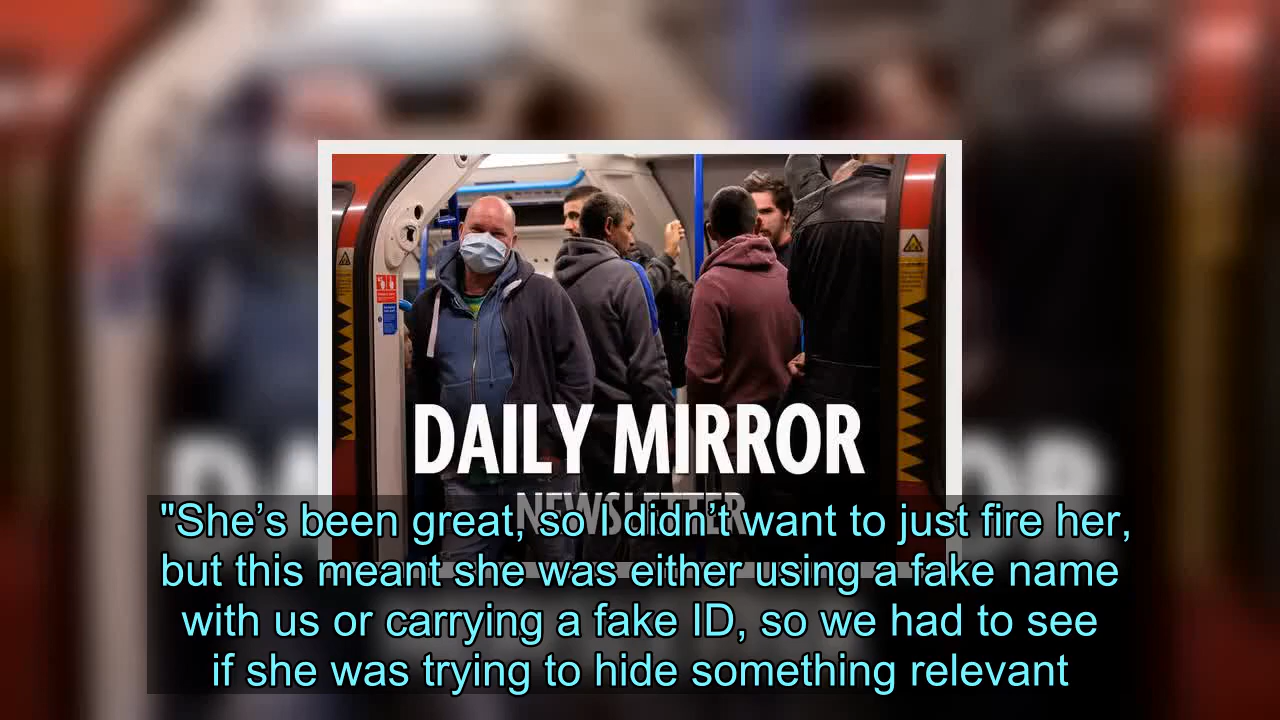 DAILY MIRROR
NEWSLETTER
"She’s been great, so I didn’t want to just fire her,
but this meant she was either using a fake name
with us or carrying a fake ID, so we had to see
if she was trying to hide something relevant